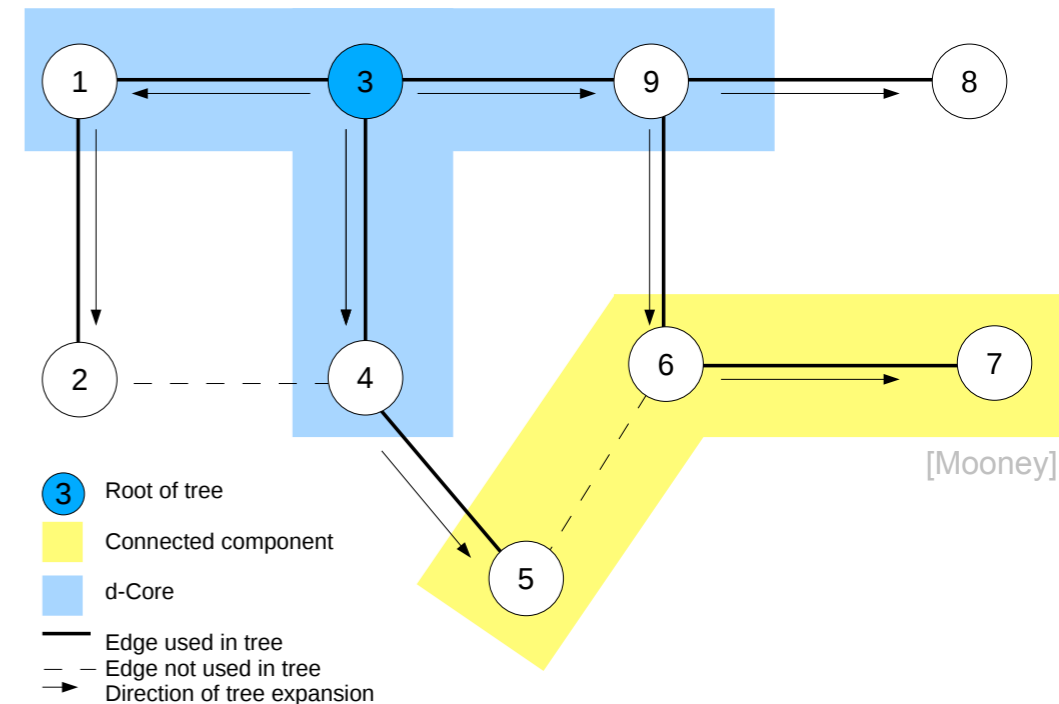 1
3
9
8
2
4
6
7
[Mooney]
5
3 Root of tree
Connected component
d-Core
Edge used in tree
Edge not used in tree
Direction of tree expansion